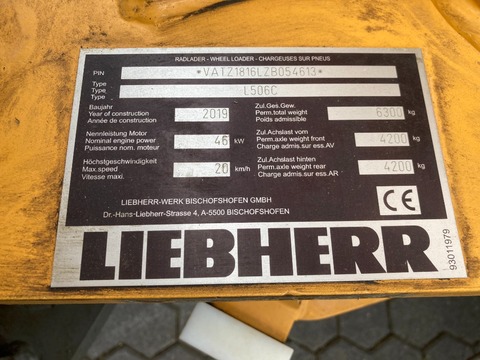 RADLADER - WHEEL LOADER - CHARGEUSES SUR PNEUS
PIN *VATZ1816LZB054613*
Type
Type L506C
Type
Baujahr
Year of construction 2019
Année de construction
Zul.Ges.Gew.
Perm.total weight 6300 kg
Poids admissible
Nennleistung Motor
Nominal engine power 46 kW
Puissance nom. moteur
Zul.Achslast vorn
Perm.axle weight front 4200 kg
Charge admis.sur ess.AV
Höchstgeschwindigkeit
Max.speed 20 km/h
Vitesse maxi.
Zul.Achslast hinten
Perm.axle weight rear 4200 kg
Charge admis.sur ess.AR
LIEBHERR-WERK BISCHOFSHOFEN GMBH
Dr.-Hans-Liebherr-Strasse 4, A-5500 BISCHOFSHOFEN
CE
LIEBHERR
93011979